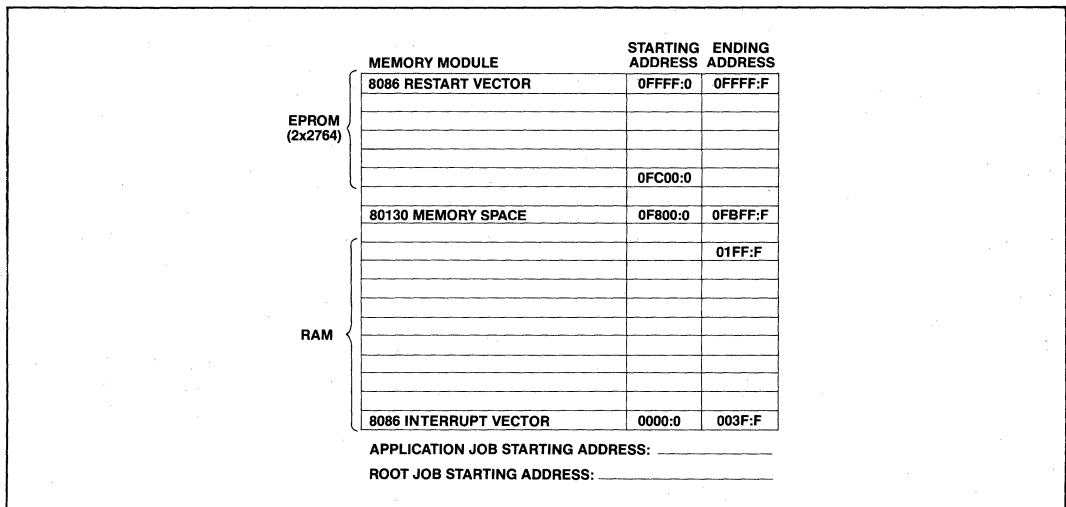 MEMORY MODULE STARTING ADDRESS ENDING ADDRESS
8086 RESTART VECTOR 0FFFF:0 0FFFF:F
EPROM
(2x2764)
0FC00:0
80130 MEMORY SPACE 0F800:0 0FBFF:F
01FF:F
RAM
8086 INTERRUPT VECTOR 0000:0 003F:F
APPLICATION JOB STARTING ADDRESS:
ROOT JOB STARTING ADDRESS: